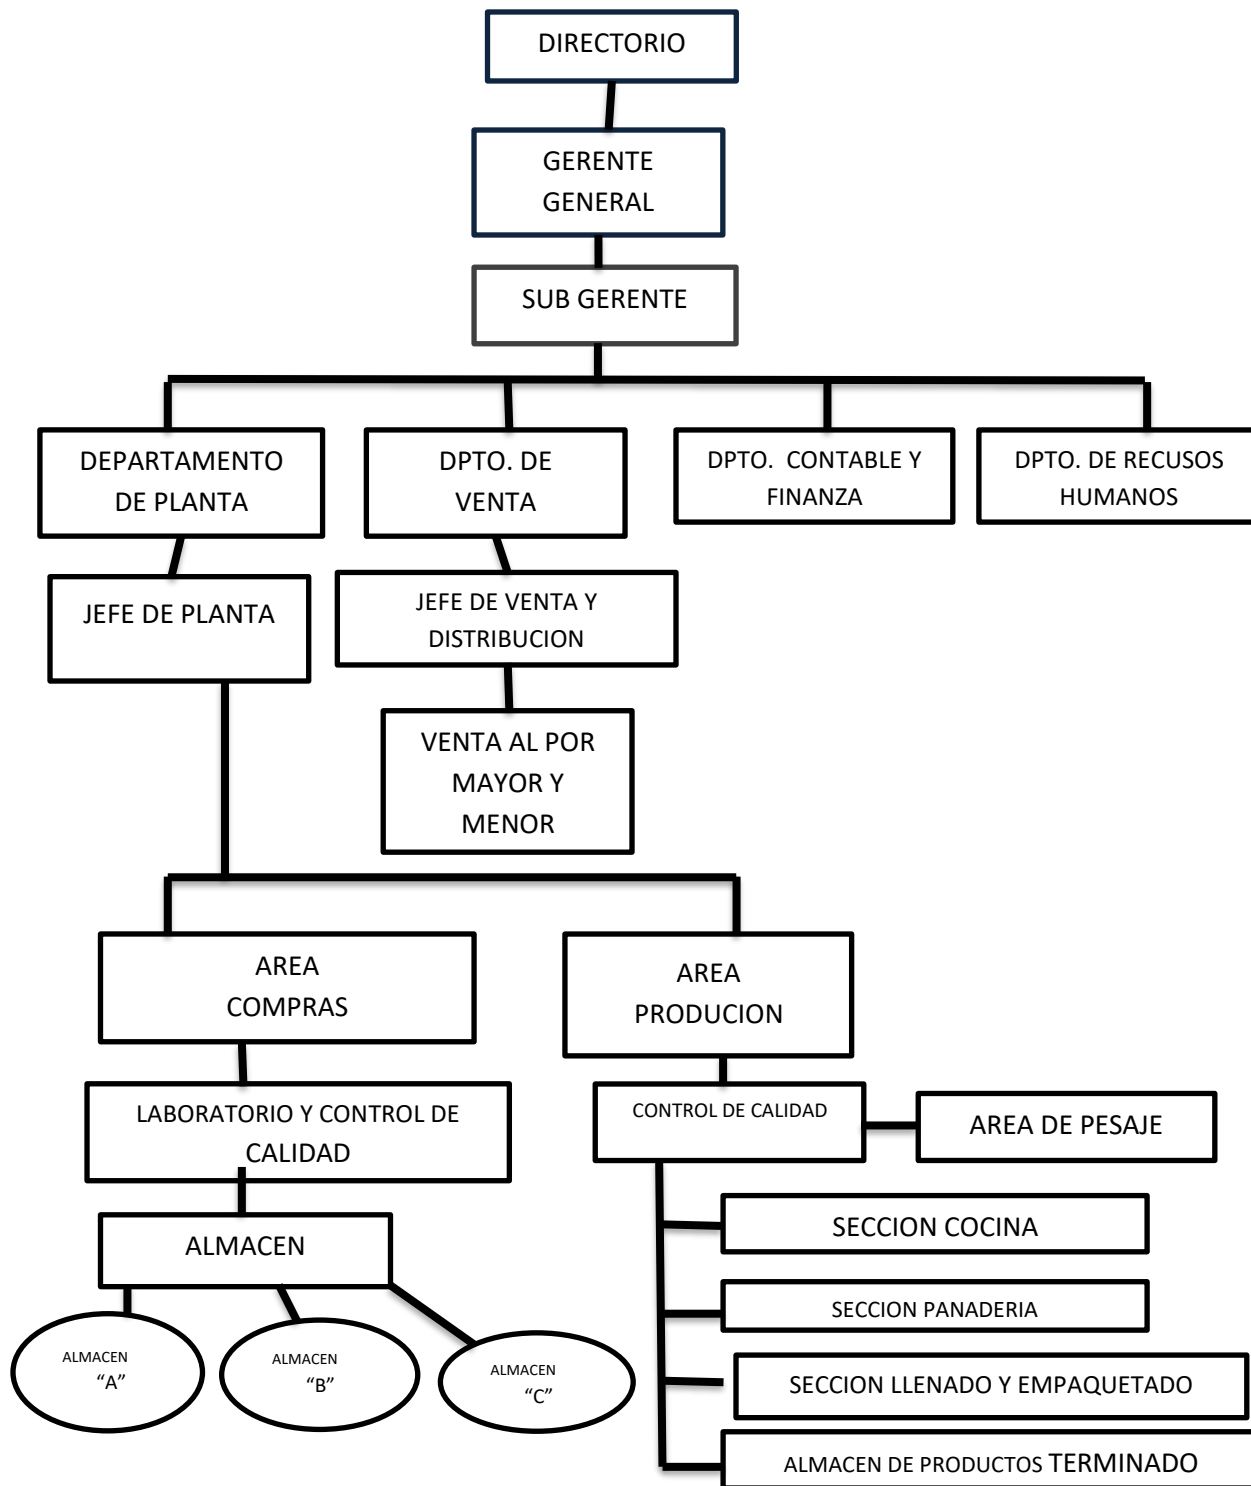 DIRECTORIO
GERENTE
GENERAL
SUB GERENTE
DEPARTAMENTO
DE PLANTA
DPTO. DE
VENTA
DPTO. CONTABLE Y
FINANZA
DPTO. DE RECUSOS
HUMANOS
JEFE DE PLANTA
JEFE DE VENTA Y
DISTRIBUCION
VENTA AL POR
MAYOR Y
MENOR
AREA
COMPRAS
AREA
PRODUCION
LABORATORIO Y CONTROL DE
CALIDAD
CONTROL DE CALIDAD
AREA DE PESAJE
ALMACEN
SECCION COCINA
SECCION PANADERIA
ALMACEN
“A”
ALMACEN
“B”
ALMACEN
“C”
SECCION LLENADO Y EMPAQUETADO
ALMACEN DE PRODUCTOS TERMINADO